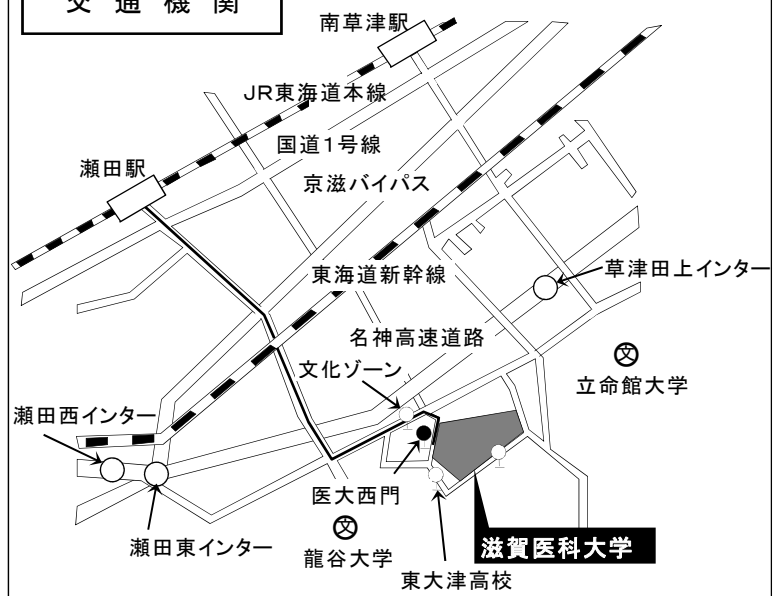 交通機関
南草津駅
JR東海道本線
国道1号線
瀬田駅
京滋バイパス
東海道新幹線
草津田上インター
名神高速道路
文化ゾーン
文
立命館大学
瀬田西インター
医大西門
文
瀬田東インター
龍谷大学
滋賀医科大学
東大津高校